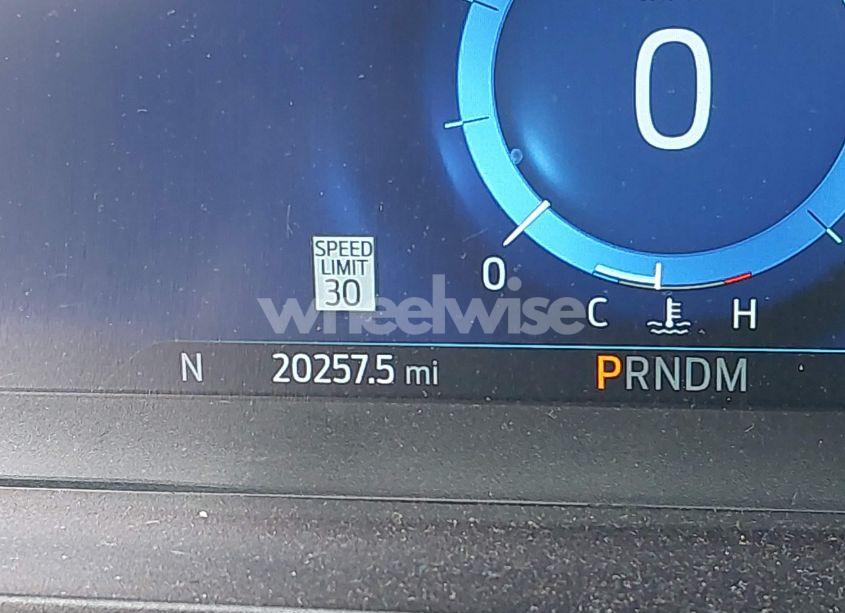 0
SPEED
LIMIT
30
0
C H
wheelwise
N 20257.5 mi PRNDM